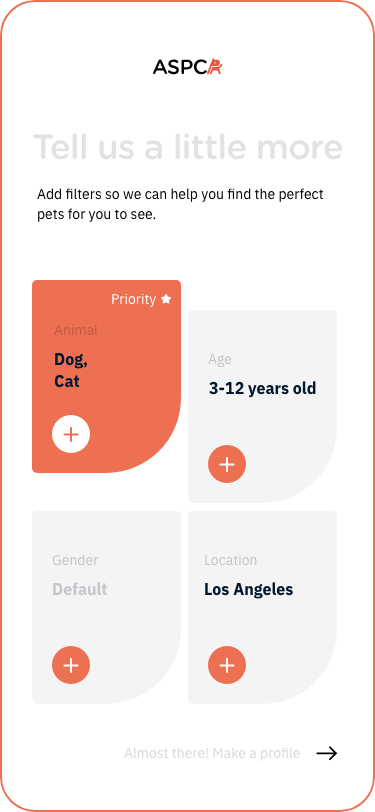 ASPCA
Tell us a little more
Add filters so we can help you find the perfect
pets for you to see.
Priority
Animal
Dog,
Cat
Age
3-12 years old
Gender
Default
Location
Los Angeles
Almost there! Make a profile